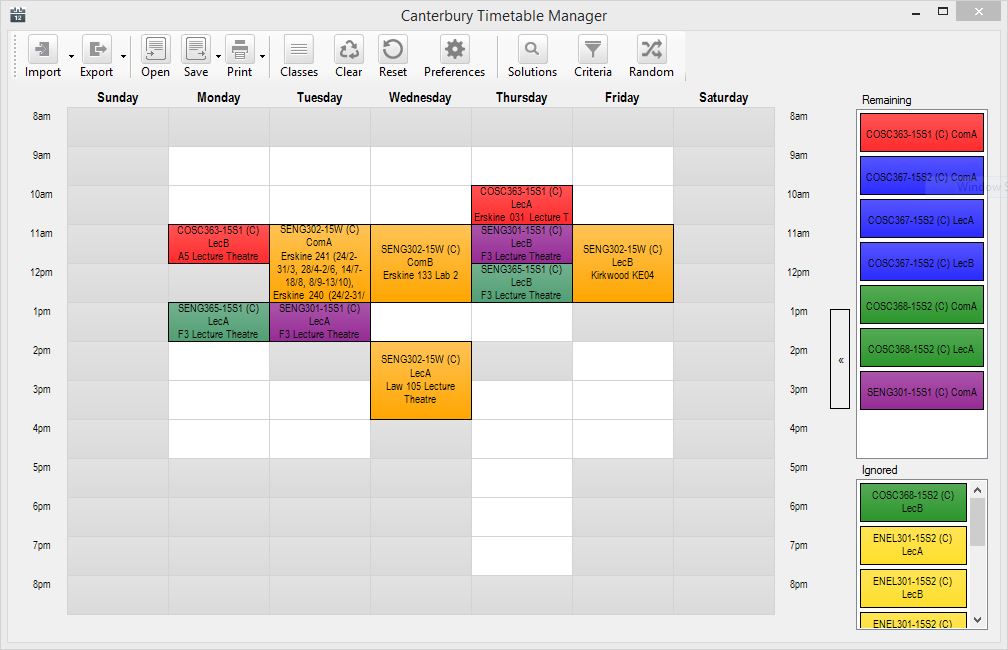 12
Canterbury Timetable Manager
Import Export Open Save Print Classes Clear Reset Preferences Solutions Criteria Random
Sunday Monday Tuesday Wednesday Thursday Friday Saturday
8am 8am
9am 9am
10am 10am
11am 11am
12pm 12pm
1pm 1pm
2pm 2pm
3pm 3pm
4pm 4pm
5pm 5pm
6pm 6pm
7pm 7pm
8pm 8pm
COSC363-15S1 (C)
LecB
A5 Lecture Theatre
SENG365-15S1 (C)
LecA
F3 Lecture Theatre
SENG302-15W (C)
ComA
Erskine 241 (24/2-
31/3, 28/4-2/6, 14/7-
18/8, 8/9-13/10),
Erskine 240 (24/2-31/
SENG301-15S1 (C)
LecA
F3 Lecture Theatre
SENG302-15W (C)
ComB
Erskine 133 Lab 2
SENG302-15W (C)
LecA
Law 105 Lecture
Theatre
COSC363-15S1 (C)
LecA
Erskine 031 Lecture T
SENG301-15S1 (C)
LecB
F3 Lecture Theatre
SENG365-15S1 (C)
LecB
F3 Lecture Theatre
SENG302-15W (C)
LecB
Kirkwood KE04
«
Remaining
COSC363-15S1 (C) ComA
COSC367-15S2 (C) ComA
Window S
COSC367-15S2 (C) LecA
COSC367-15S2 (C) LecB
COSC368-15S2 (C) ComA
COSC368-15S2 (C) LecA
SENG301-15S1 (C) ComA
Ignored
COSC368-15S2 (C)
LecB
ENEL301-15S2 (C)
LecA
ENEL301-15S2 (C)
LecB
ENEL301-15S2 (C)